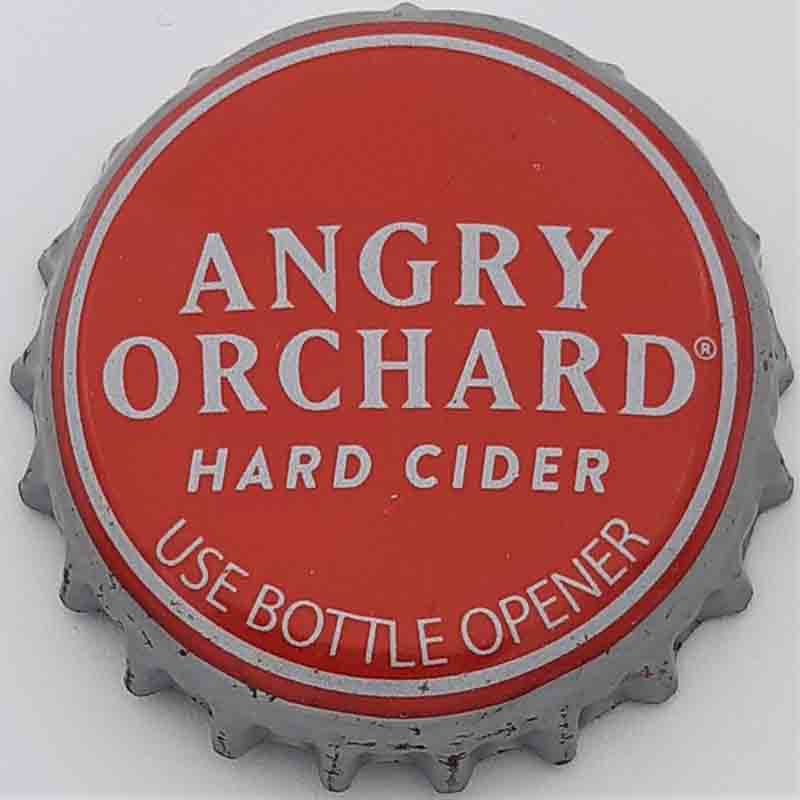 ANGRY
ORCHARD®
HARD CIDER
USE BOTTLE OPENER